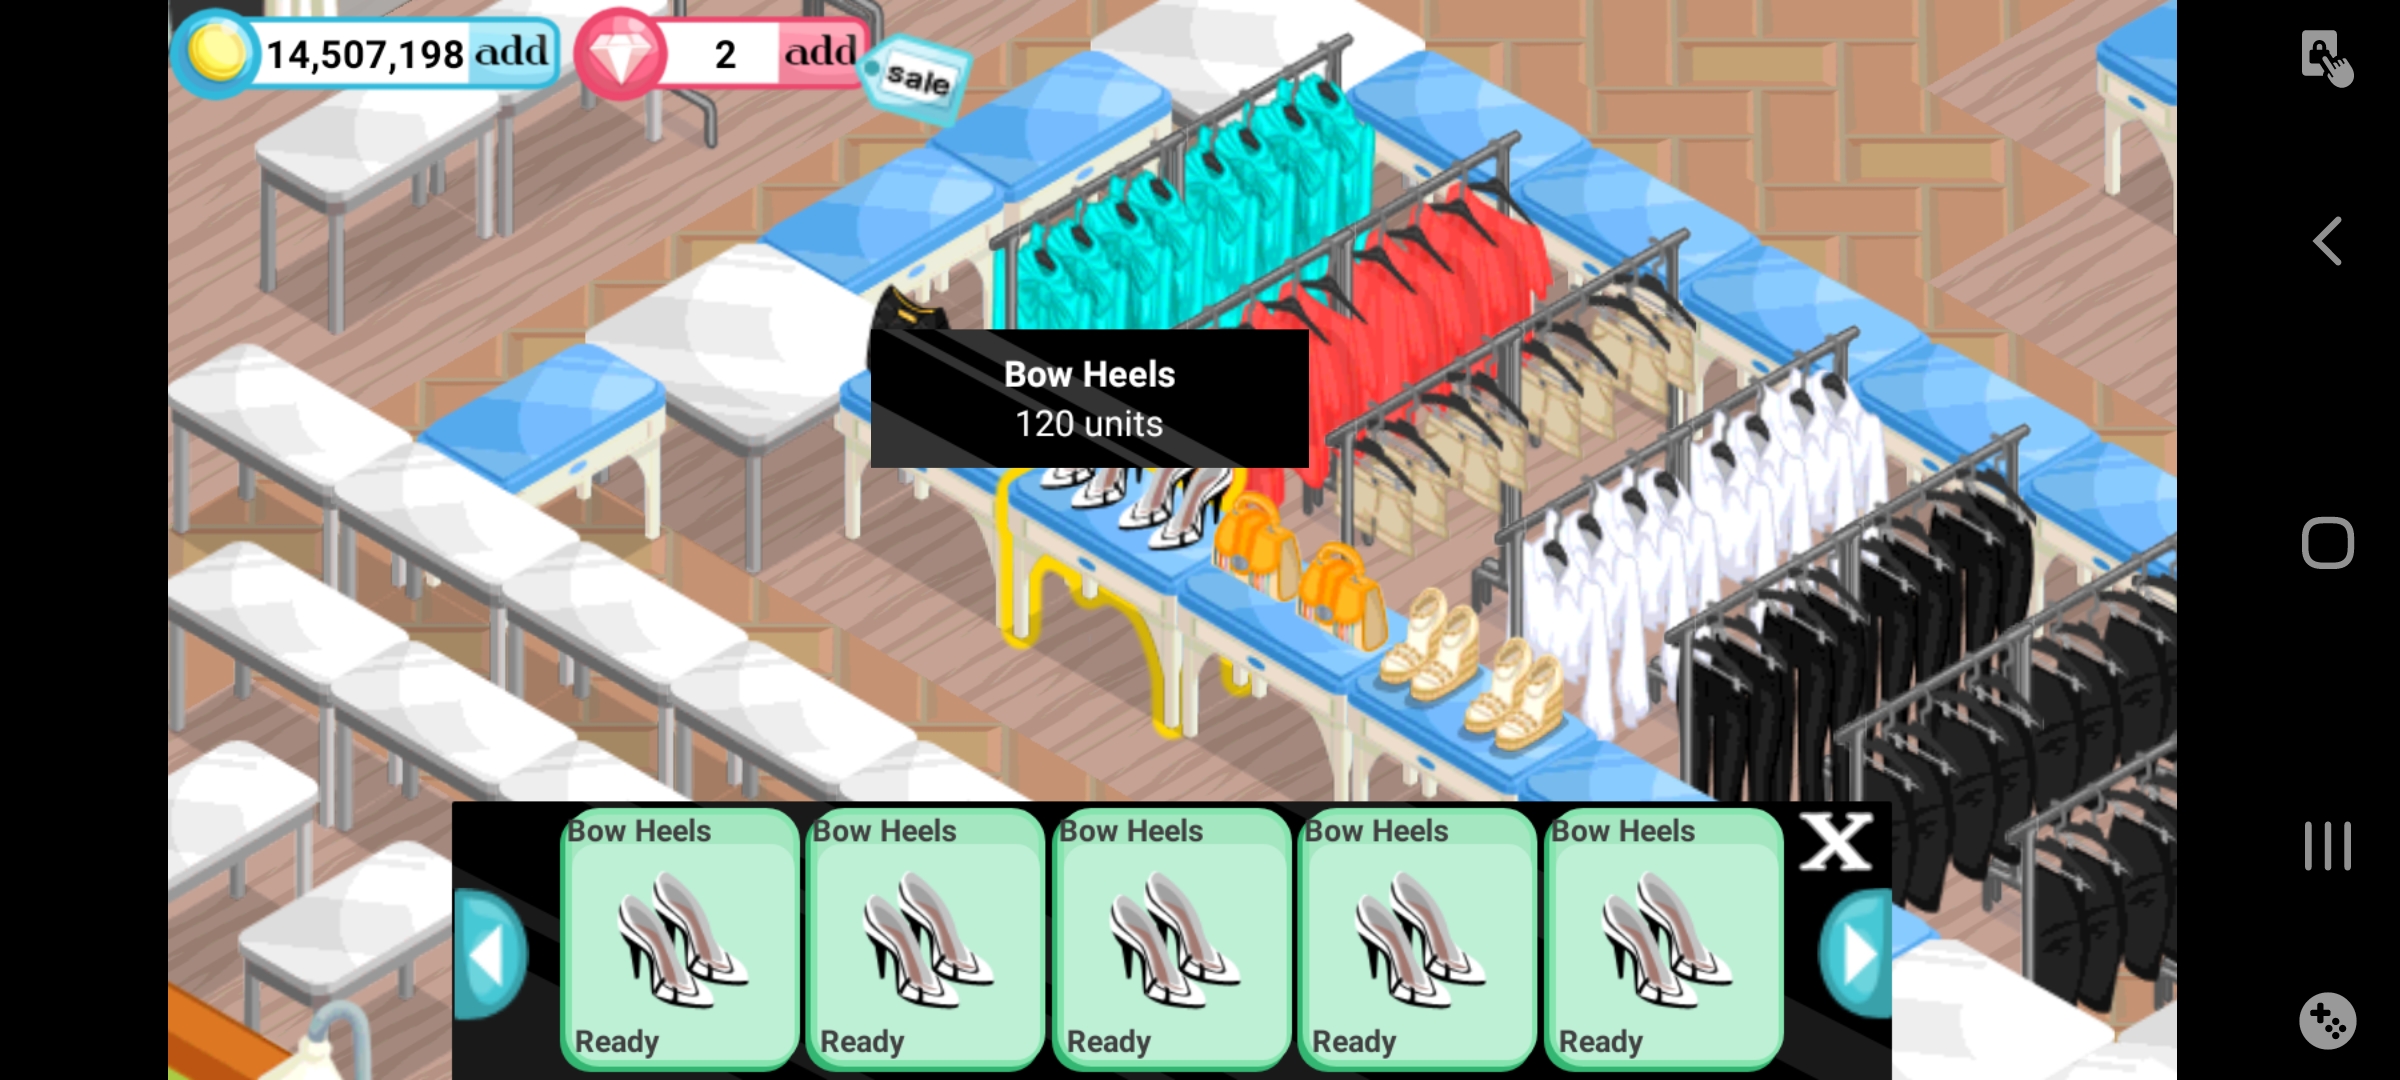 14,507,198 add
2 add
sale
Bow Heels
120 units
Bow Heels Bow Heels Bow Heels Bow Heels Bow Heels
X
Ready Ready Ready Ready Ready